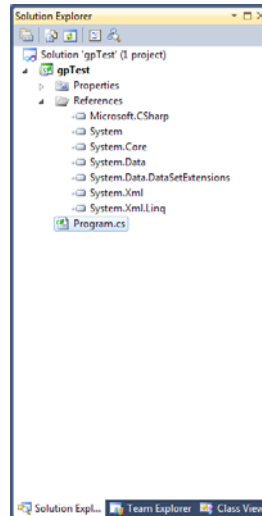 Solution Explorer
Solution 'gpTest' (1 project)
gpTest
Properties
References
Microsoft.CSharp
System
System.Core
System.Data
System.Data.DataSetExtensions
System.Xml
System.Xml.Linq
Program.cs
Solution Expl... Team Explorer Class View